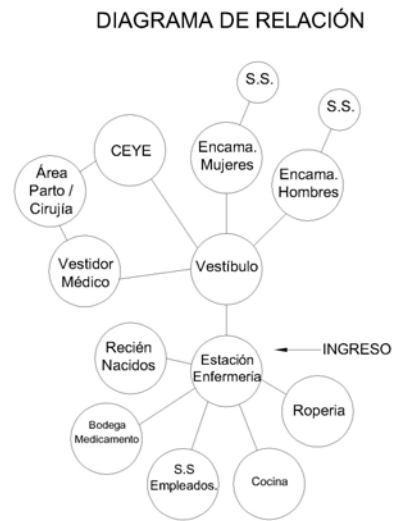 DIAGRAMA DE RELACIÓN
S.S.
S.S.
CEYE
Encama.
Mujeres
Encama.
Hombres
Área
Parto /
Cirujía
Vestidor
Médico
Vestíbulo
Recién
Nacidos
Estación
Enfermería
INGRESO
Roperia
Bodega
Medicamento
S.S
Empleados.
Cocina